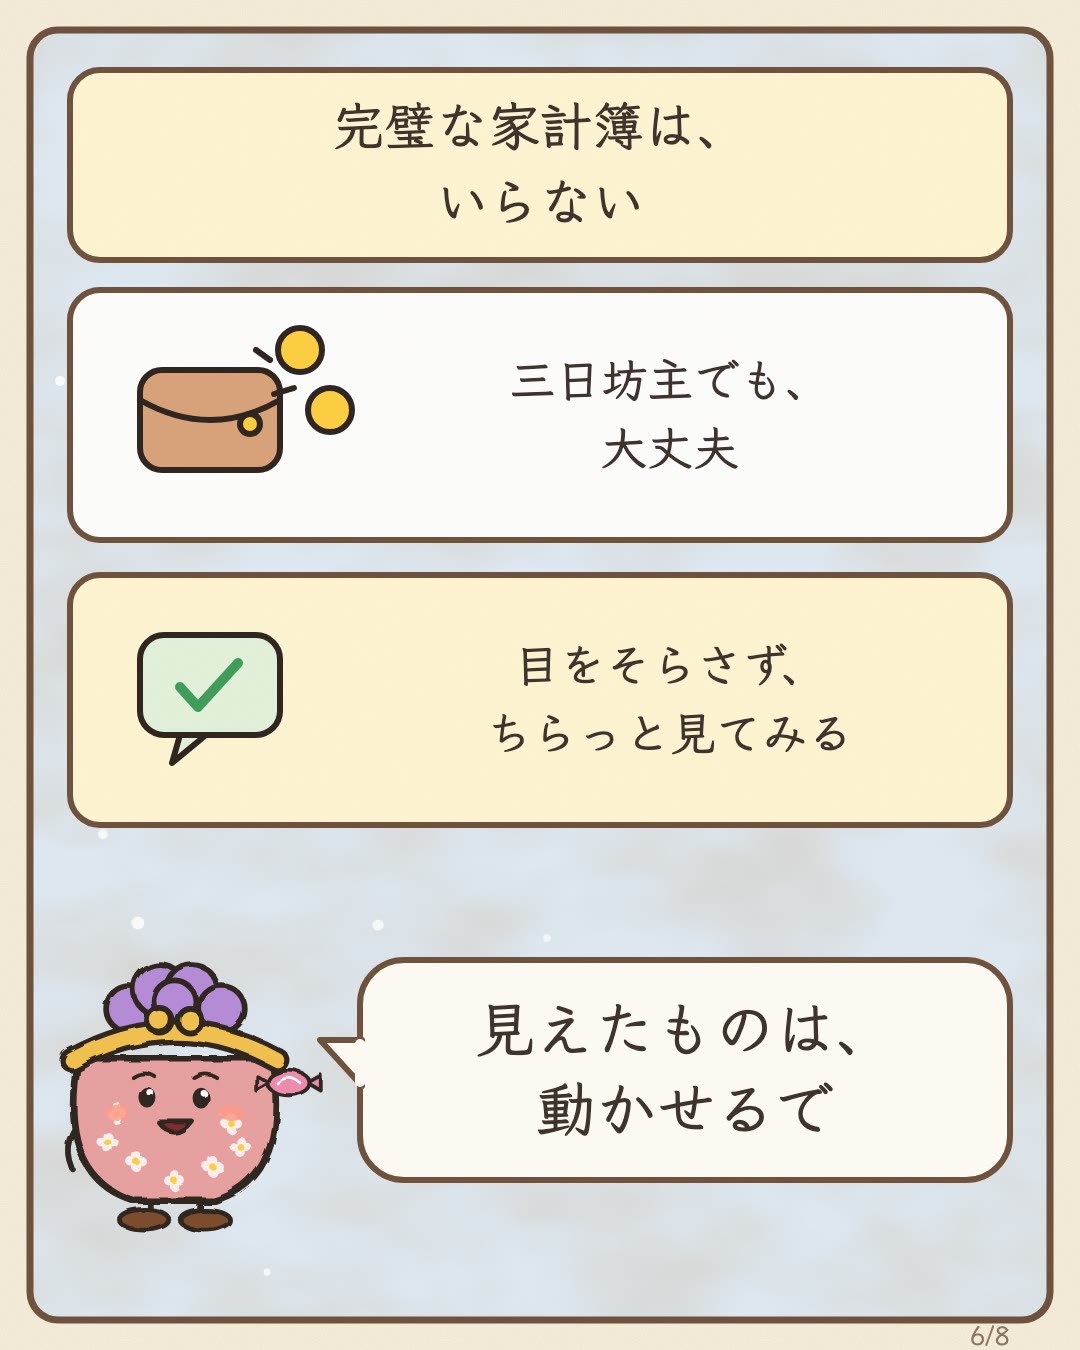 完璧な家計簿は、
いらない
三日坊主でも、
大丈夫
目をそらさず、
ちらっと見てみる
見えたものは、
動かせるで
6/8